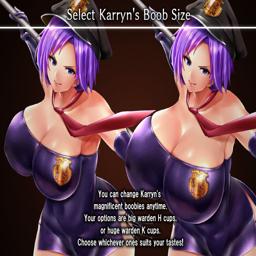 Select Karryn's Boob Size
You can change Karryn's
magnificent boobies anytime.
Your options are big warden H cups.
or huge warden K cups.
Choose whichever ones suits your tastes!